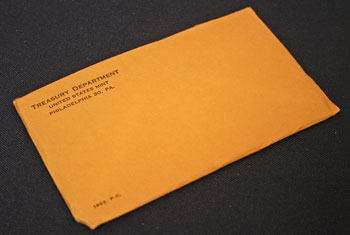 TREASURY DEPARTMENT
UNITED STATES MINT
PHILADELPHIA 30, PA.
P.C.